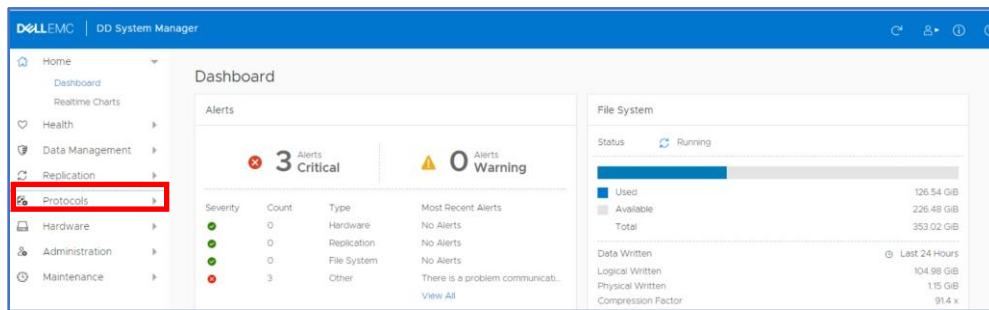 DELLEMC | DD System Manager
Home
Dashboard
Realtime Charts
Health
Data Management
Replication
Protocols
Hardware
Administration
Maintenance
Dashboard
Alerts
3 Alerts Critical
0 Alerts Warning
Severity Count Type Most Recent Alerts
0 Hardware No Alerts
0 Replication No Alerts
0 File System No Alerts
3 Other There is a problem communicati...
View All
File System
Status Running
Used 126.54 GiB
Available 226.48 GiB
Total 353.02 GiB
Data Written Last 24 Hours
Logical Written 104.98 GiB
Physical Written 1.15 GiB
Compression Factor 91.4 x